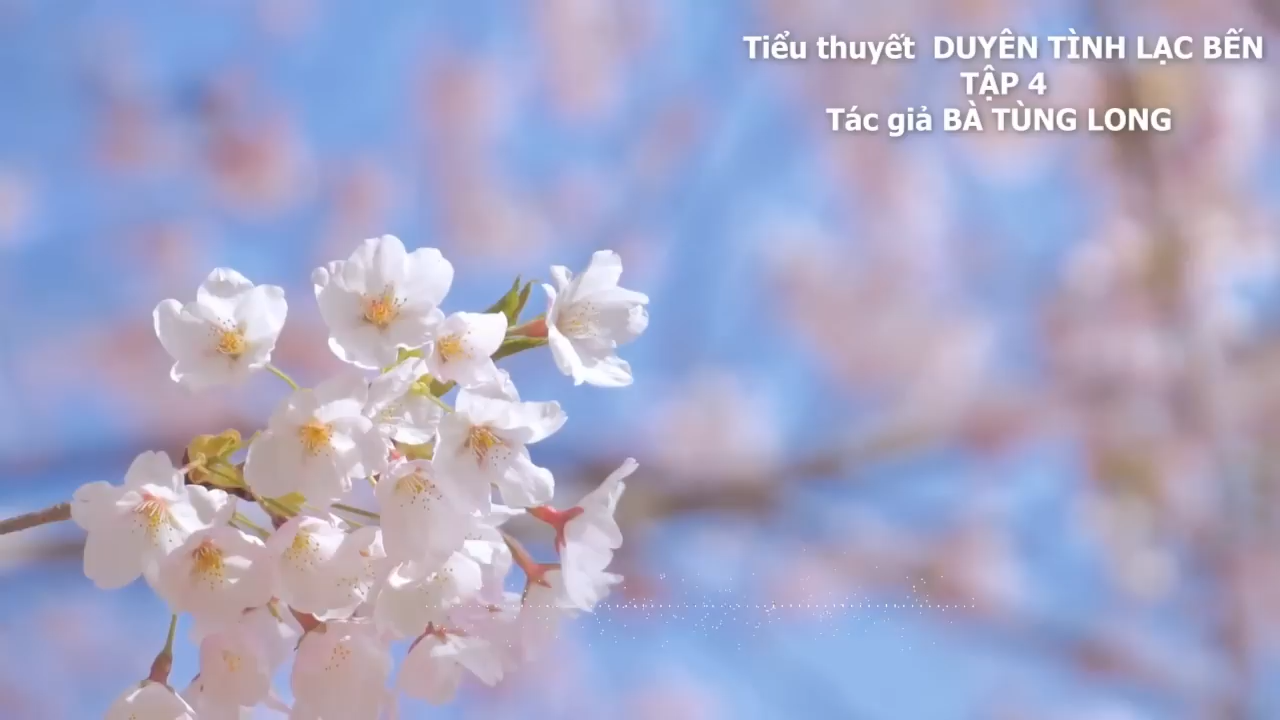 Tiểu thuyết  DUYÊN TÌNH LẠC BẾN
TẬP 4
Tác giả BÀ TÙNG LONG